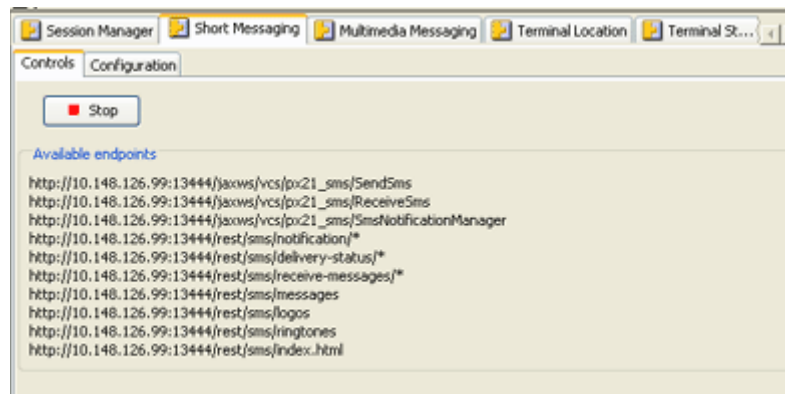 Session Manager Short Messaging Multimedia Messaging Terminal Location Terminal St...
Controls Configuration
Stop
Available endpoints
http://10.148.126.99:13444/jaxws/vcs/px21_sms/SendSms
http://10.148.126.99:13444/jaxws/vcs/px21_sms/ReceiveSms
http://10.148.126.99:13444/jaxws/vcs/px21_sms/SmsNotificationManager
http://10.148.126.99:13444/rest/sms/notification/*
http://10.148.126.99:13444/rest/sms/delivery-status/*
http://10.148.126.99:13444/rest/sms/receive-messages/*
http://10.148.126.99:13444/rest/sms/messages
http://10.148.126.99:13444/rest/sms/logos
http://10.148.126.99:13444/rest/sms/ringtones
http://10.148.126.99:13444/rest/sms/index.html